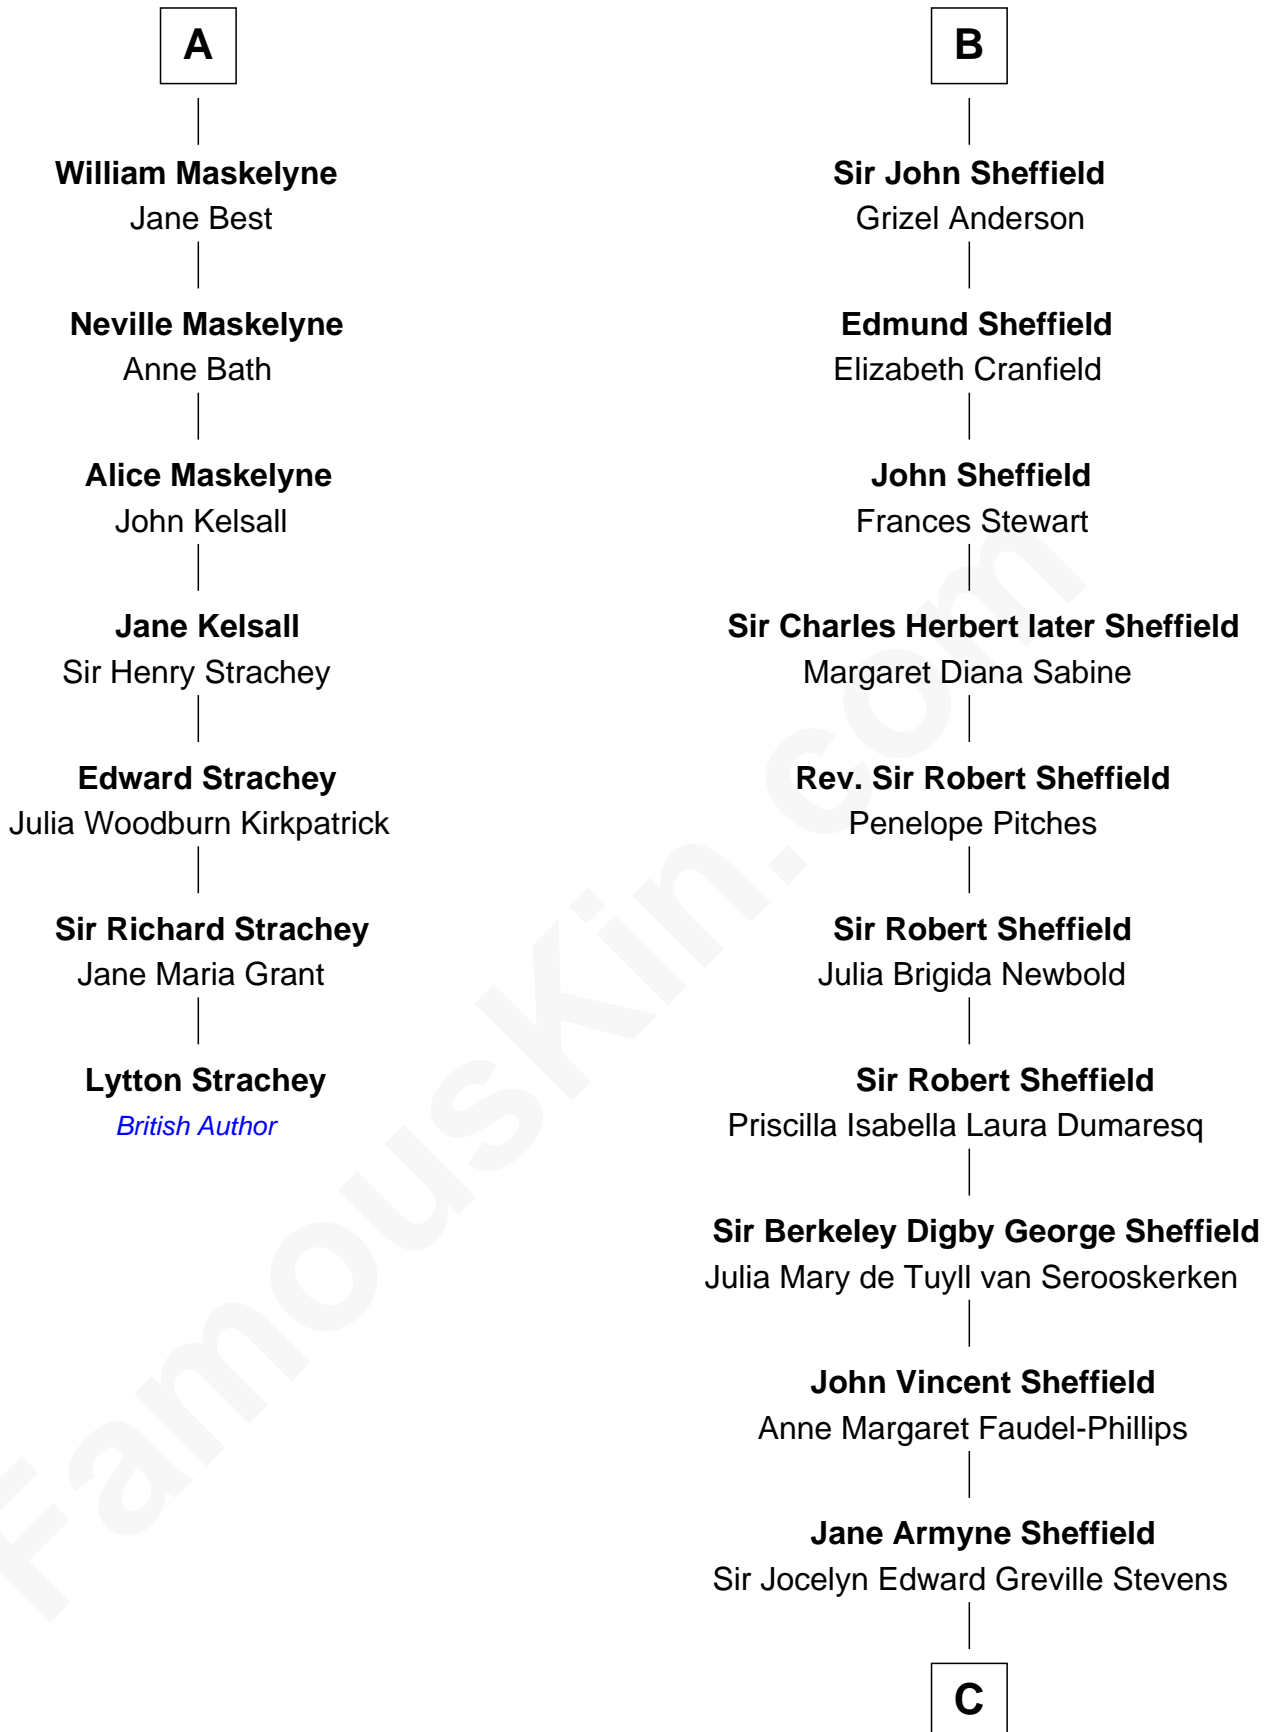 A
William Maskelyne
Jane Best
Neville Maskelyne
Anne Bath
Alice Maskelyne
John Kelsall
Jane Kelsall
Sir Henry Strachey
Edward Strachey
Julia Woodburn Kirkpatrick
Sir Richard Strachey
Jane Maria Grant
Lytton Strachey
British Author
B
Sir John Sheffield
Grizel Anderson
Edmund Sheffield
Elizabeth Cranfield
John Sheffield
Frances Stewart
Sir Charles Herbert later Sheffield
Margaret Diana Sabine
Rev. Sir Robert Sheffield
Penelope Pitches
Sir Robert Sheffield
Julia Brigida Newbold
Sir Robert Sheffield
Priscilla Isabella Laura Dumaresq
Sir Berkeley Digby George Sheffield
Julia Mary de Tuyll van Serooskerken
John Vincent Sheffield
Anne Margaret Faudel-Phillips
Jane Armyne Sheffield
Sir Jocelyn Edward Greville Stevens
C
FamousKin.com